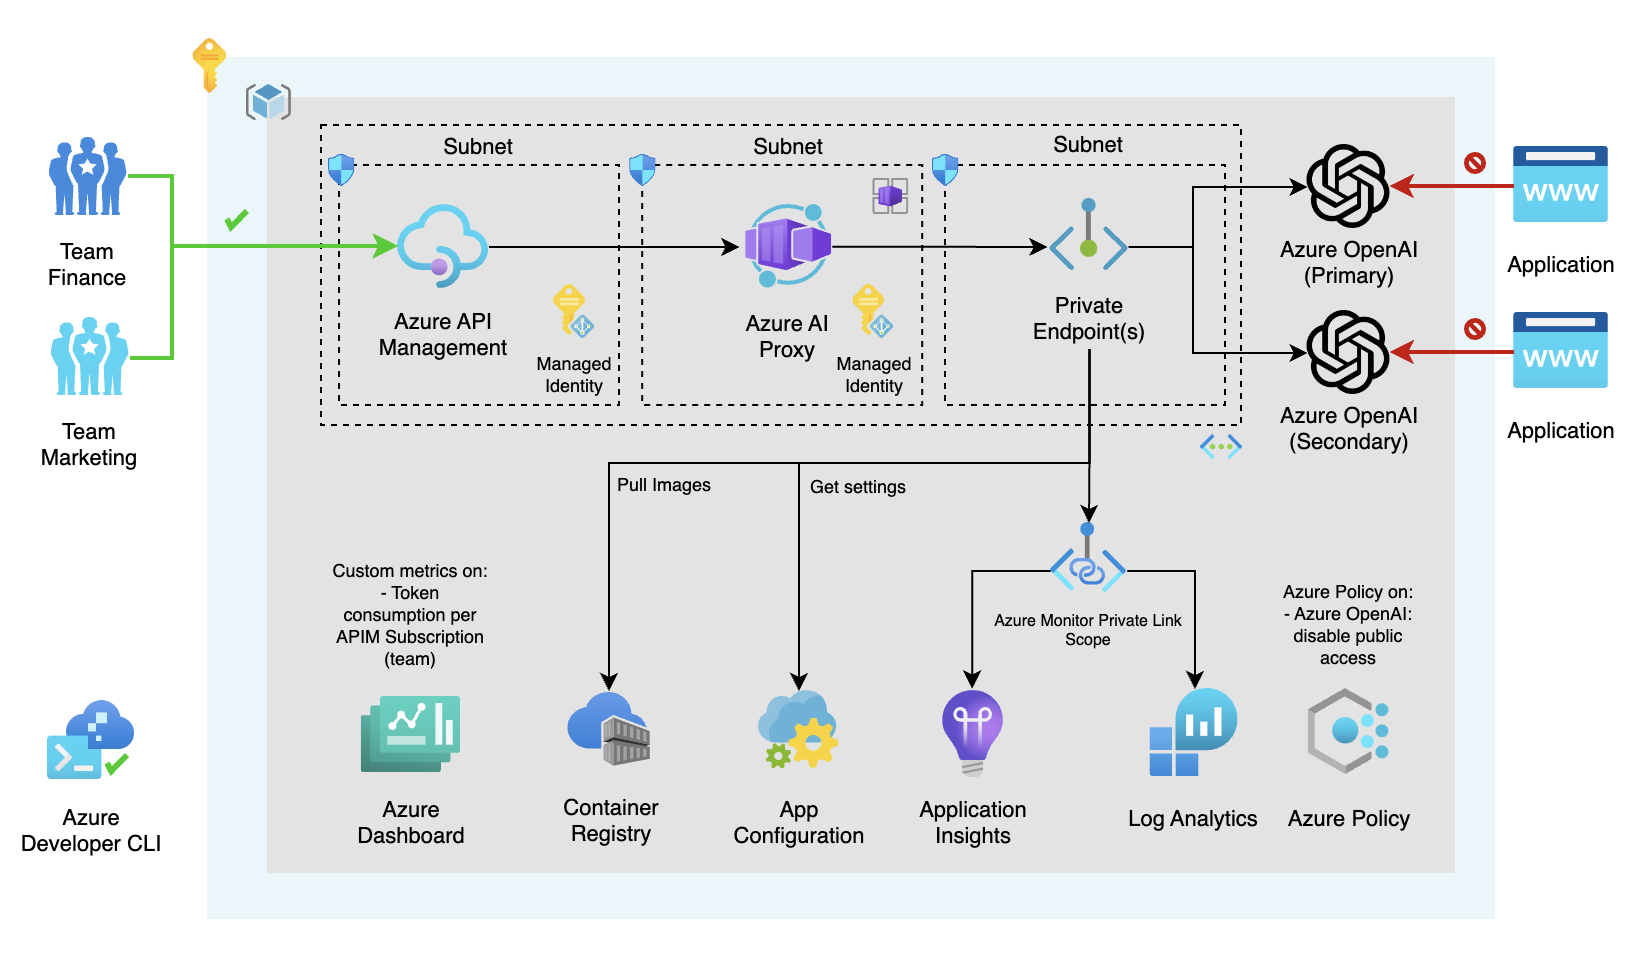 Subnet
Subnet
Subnet
Team
Finance
Azure API
Management
Managed
Identity
Azure AI
Proxy
Managed
Identity
Private
Endpoint(s)
Azure OpenAI
(Primary)
www
Application
Team
Marketing
Azure OpenAI
(Secondary)
www
Application
Pull Images
Get settings
Custom metrics on:
- Token
consumption per
APIM Subscription
(team)
Azure Monitor Private Link
Scope
Azure Policy on:
- Azure OpenAI:
disable public
access
Azure
Developer CLI
Azure
Dashboard
Container
Registry
App
Configuration
Application
Insights
Log Analytics
Azure Policy